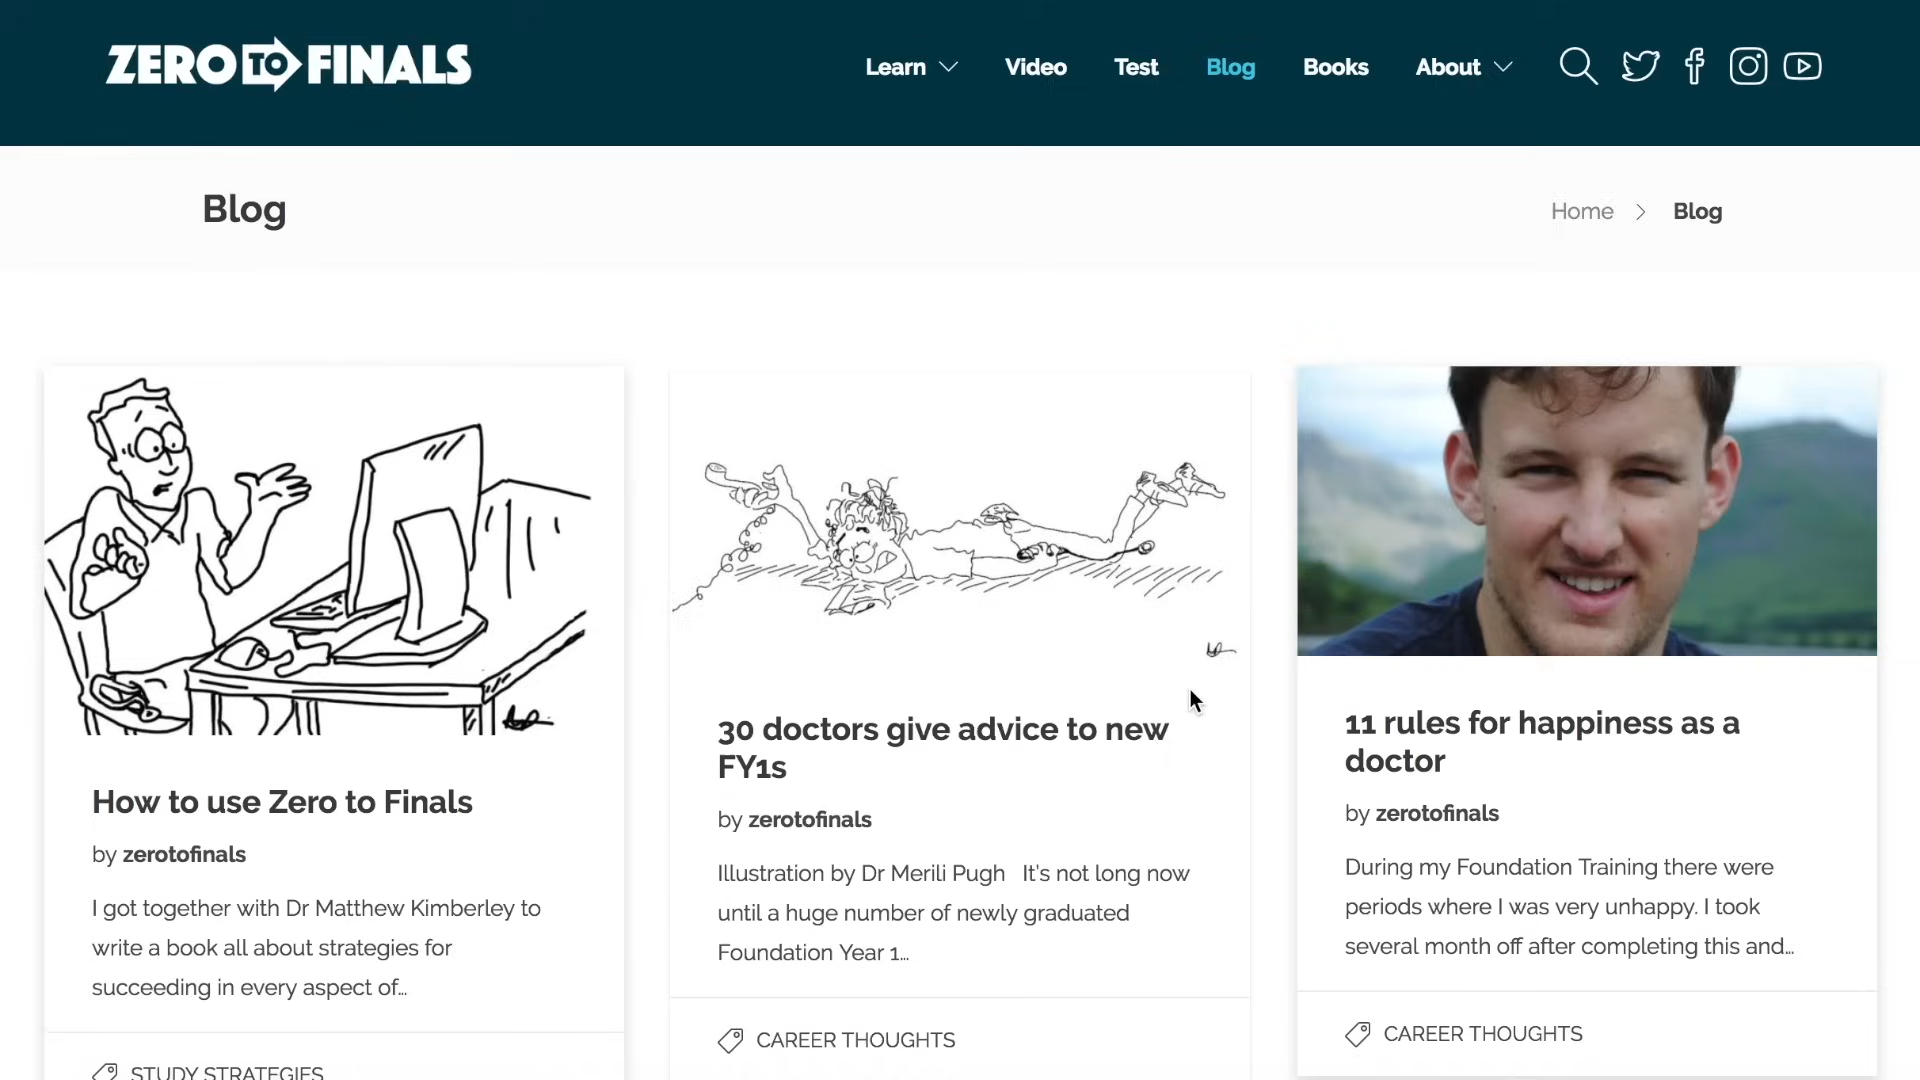 ZERO TO FINALS
Learn Video Test Blog Books About
Blog
Home > Blog
How to use Zero to Finals
by zerotofinals
I got together with Dr Matthew Kimberley to
write a book all about strategies for
succeeding in every aspect of...
STUDY STRATEGIES
30 doctors give advice to new
FY1s
by zerotofinals
Illustration by Dr Merili Pugh It's not long now
until a huge number of newly graduated
Foundation Year 1...
CAREER THOUGHTS
11 rules for happiness as a
doctor
by zerotofinals
During my Foundation Training there were
periods where I was very unhappy. I took
several month off after completing this and...
CAREER THOUGHTS